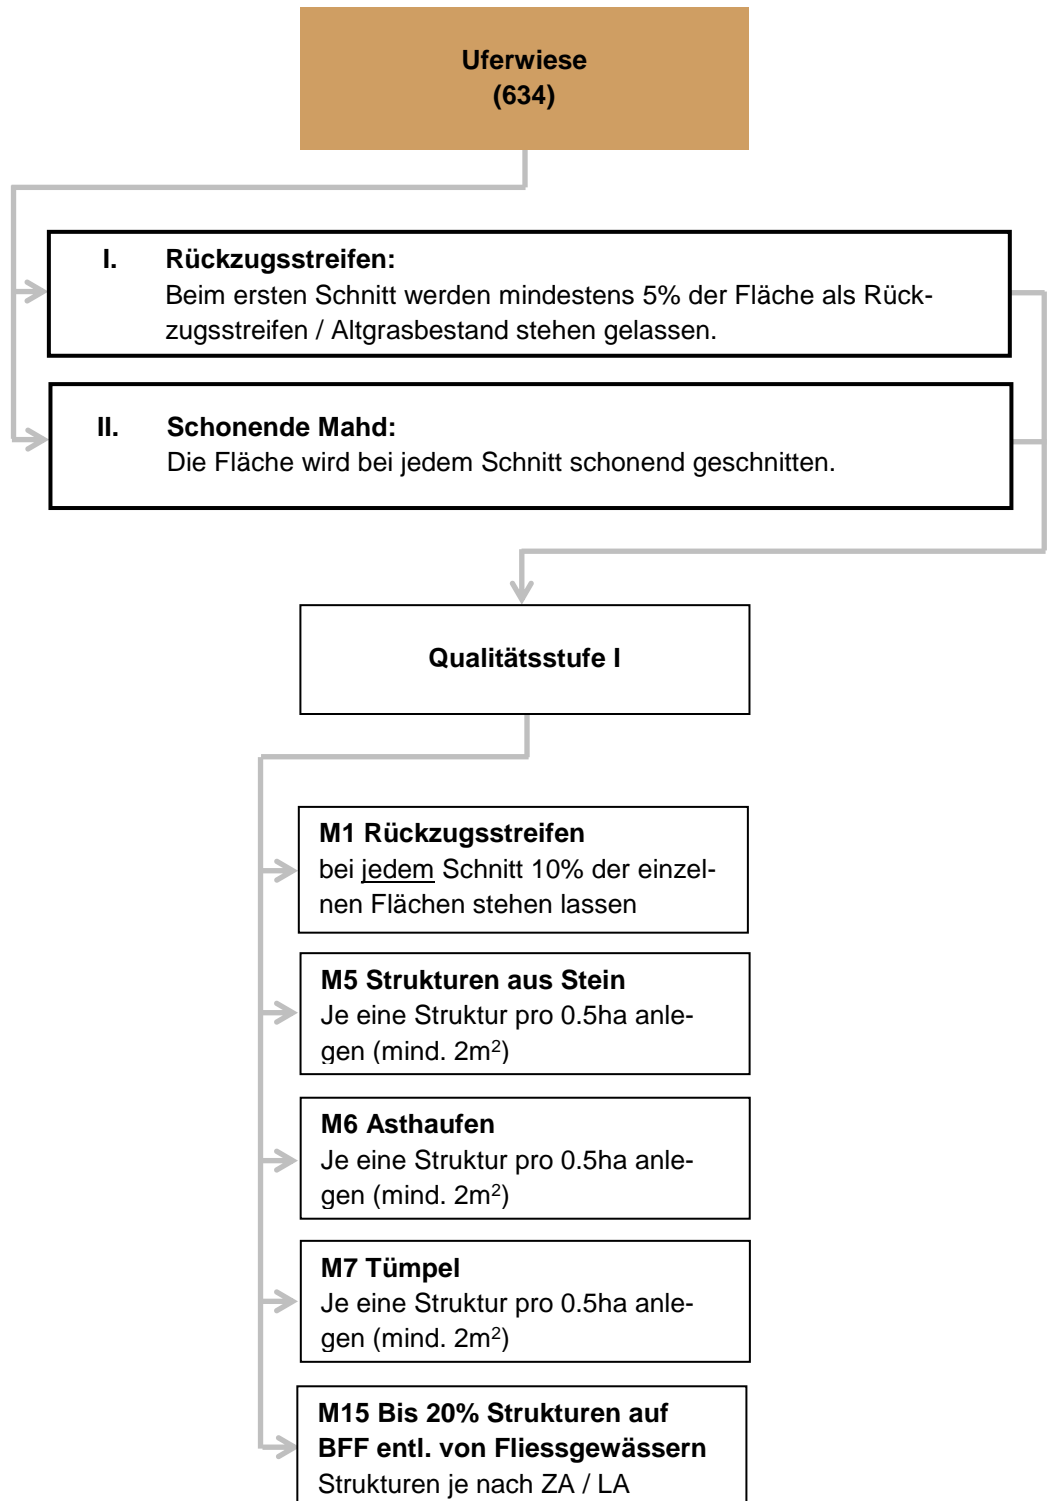 Uferwiese
(634)
I. Rückzugsstreifen:
Beim ersten Schnitt werden mindestens 5% der Fläche als Rück-
zugsstreifen / Altgrasbestand stehen gelassen.
II. Schonende Mahd:
Die Fläche wird bei jedem Schnitt schonend geschnitten.
Qualitätsstufe I
M1 Rückzugsstreifen
bei jedem Schnitt 10% der einzel-
nen Flächen stehen lassen
M5 Strukturen aus Stein
Je eine Struktur pro 0.5ha anle-
gen (mind. 2m²)
M6 Asthaufen
Je eine Struktur pro 0.5ha anle-
gen (mind. 2m²)
M7 Tümpel
Je eine Struktur pro 0.5ha anle-
gen (mind. 2m²)
M15 Bis 20% Strukturen auf
BFF entl. von Fliessgewässern
Strukturen je nach ZA / LA